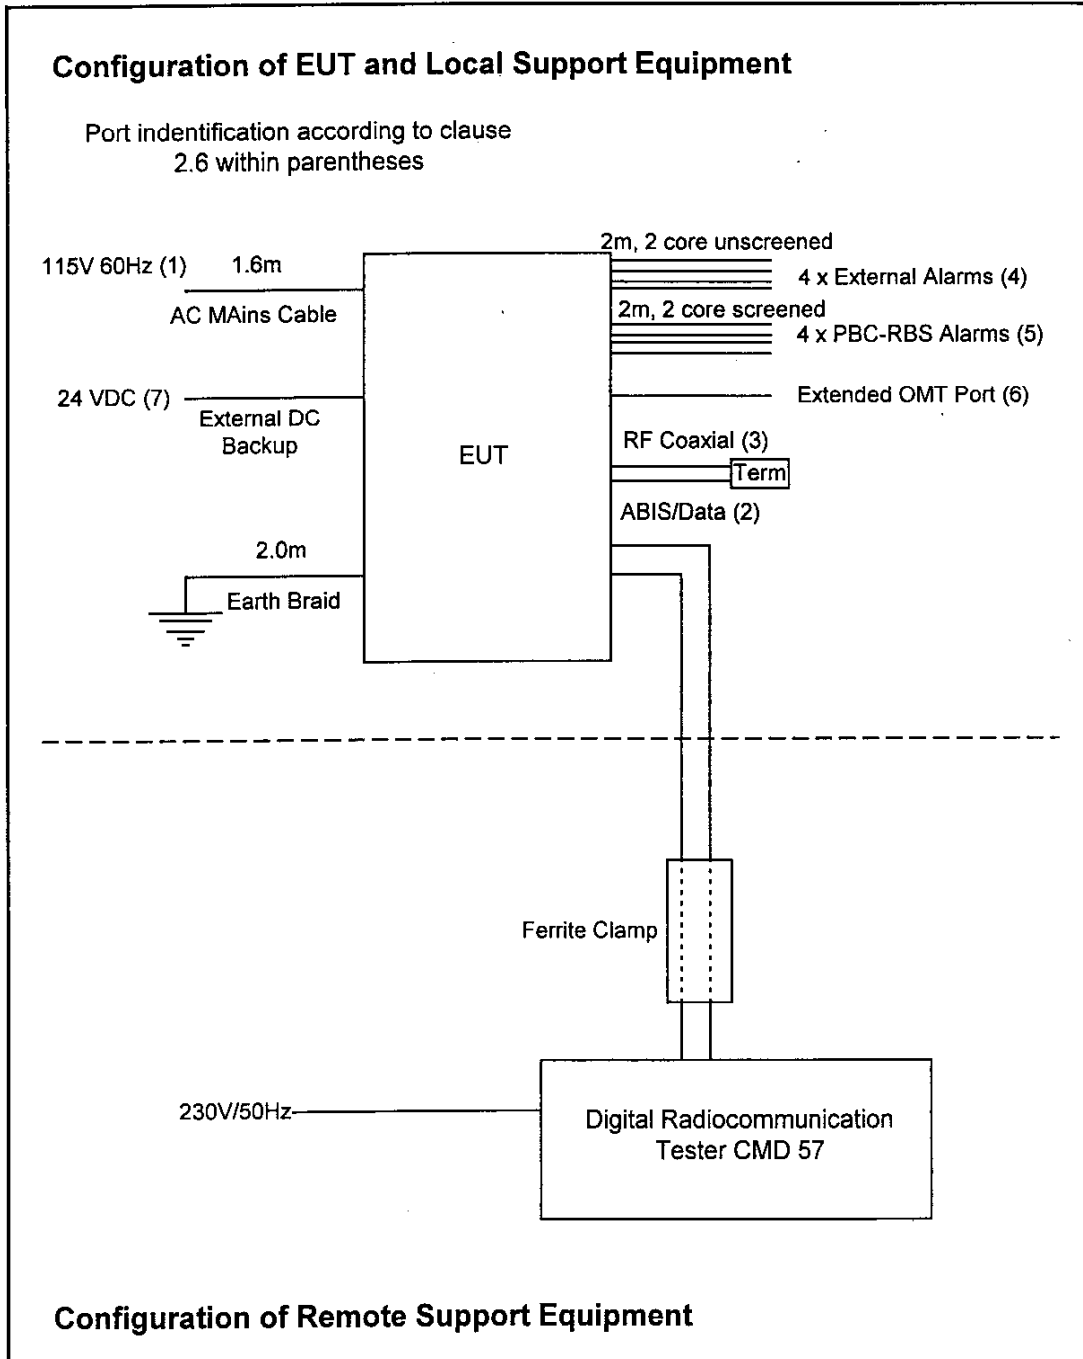 Configuration of EUT and Local Support Equipment
Port indentification according to clause
2.6 within parentheses
115V 60Hz (1)
1.6m
AC MAins Cable
24 VDC (7)
External DC
Backup
2.0m
Earth Braid
EUT
2m, 2 core unscreened
4 x External Alarms (4)
2m, 2 core screened
4 x PBC-RBS Alarms (5)
Extended OMT Port (6)
RF Coaxial (3)
Term
ABIS/Data (2)
Ferrite Clamp
230V/50Hz
Digital Radiocommunication
Tester CMD 57
Configuration of Remote Support Equipment